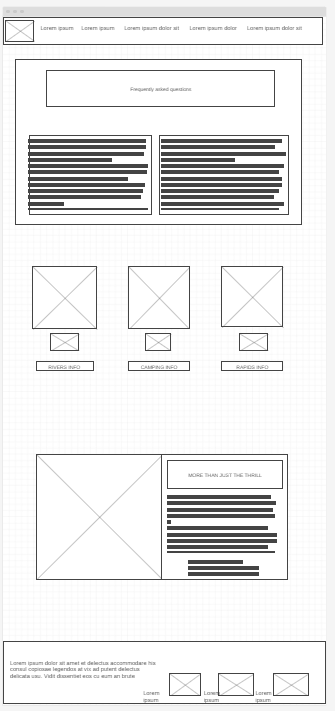 Lorem ipsum Lorem ipsum Lorem ipsum dolor sit Lorem ipsum dolor Lorem ipsum dolor sit
Frequently asked questions
RIVERS INFO CAMPING INFO RAPIDS INFO
MORE THAN JUST THE THRILL
Lorem ipsum dolor sit amet et delectus accommodare his
consul copiosae legendos at vix ad putent delectus
delicata usu. Vidit dissentiet eos cu eum an brute
Lorem Lorem Lorem
ipsum ipsum ipsum